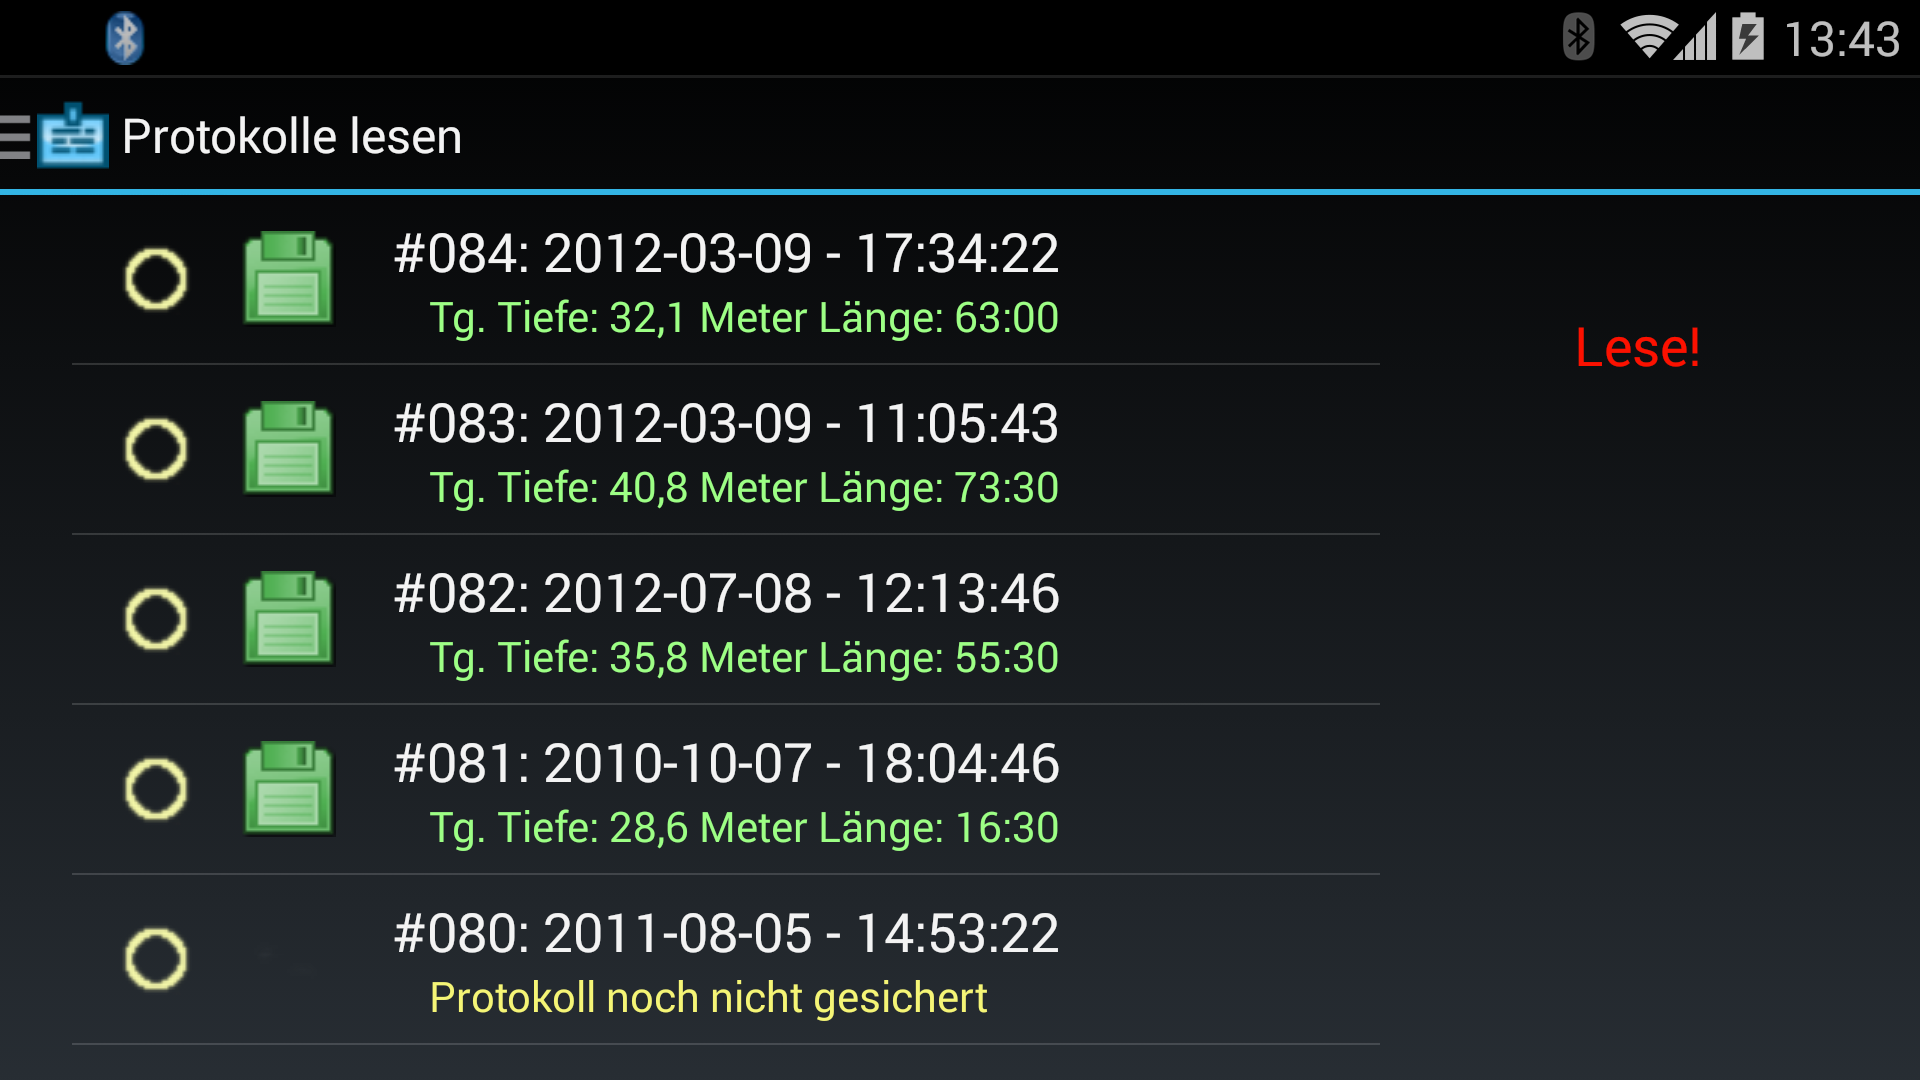 13:43
Protokolle lesen
#084: 2012-03-09 - 17:34:22
Tg. Tiefe: 32,1 Meter Länge: 63:00
Lese!
#083: 2012-03-09 - 11:05:43
Tg. Tiefe: 40,8 Meter Länge: 73:30
#082: 2012-07-08 - 12:13:46
Tg. Tiefe: 35,8 Meter Länge: 55:30
#081: 2010-10-07 - 18:04:46
Tg. Tiefe: 28,6 Meter Länge: 16:30
#080: 2011-08-05 - 14:53:22
Protokoll noch nicht gesichert